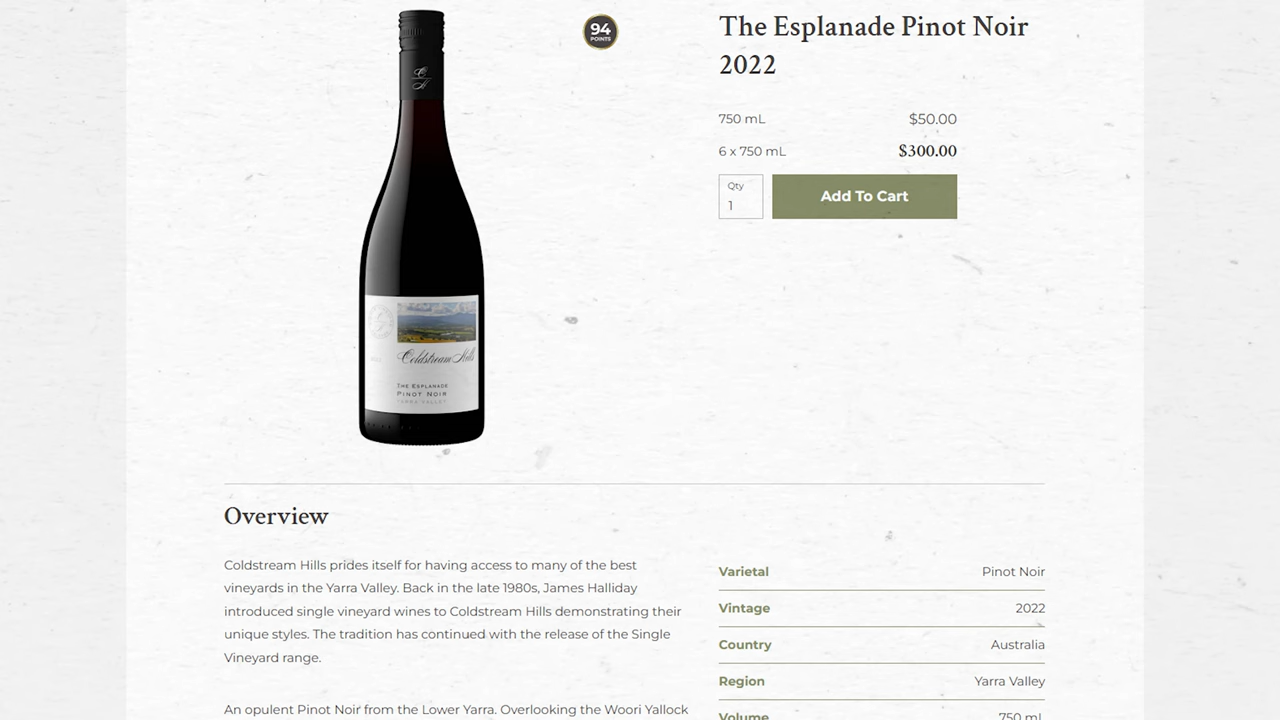 94
POINTS
The Esplanade Pinot Noir
2022
750 mL $50.00
6 x 750 mL $300.00
Qty
1
Add To Cart
Coldstream Hills
THE ESPLANADE
PINOT NOIR
YARRA VALLEY
Overview
Coldstream Hills prides itself for having access to many of the best
vineyards in the Yarra Valley. Back in the late 1980s, James Halliday
introduced single vineyard wines to Coldstream Hills demonstrating their
unique styles. The tradition has continued with the release of the Single
Vineyard range.
An opulent Pinot Noir from the Lower Yarra. Overlooking the Woori Yallock
Varietal Pinot Noir
Vintage 2022
Country Australia
Region Yarra Valley
Volume 750 mL